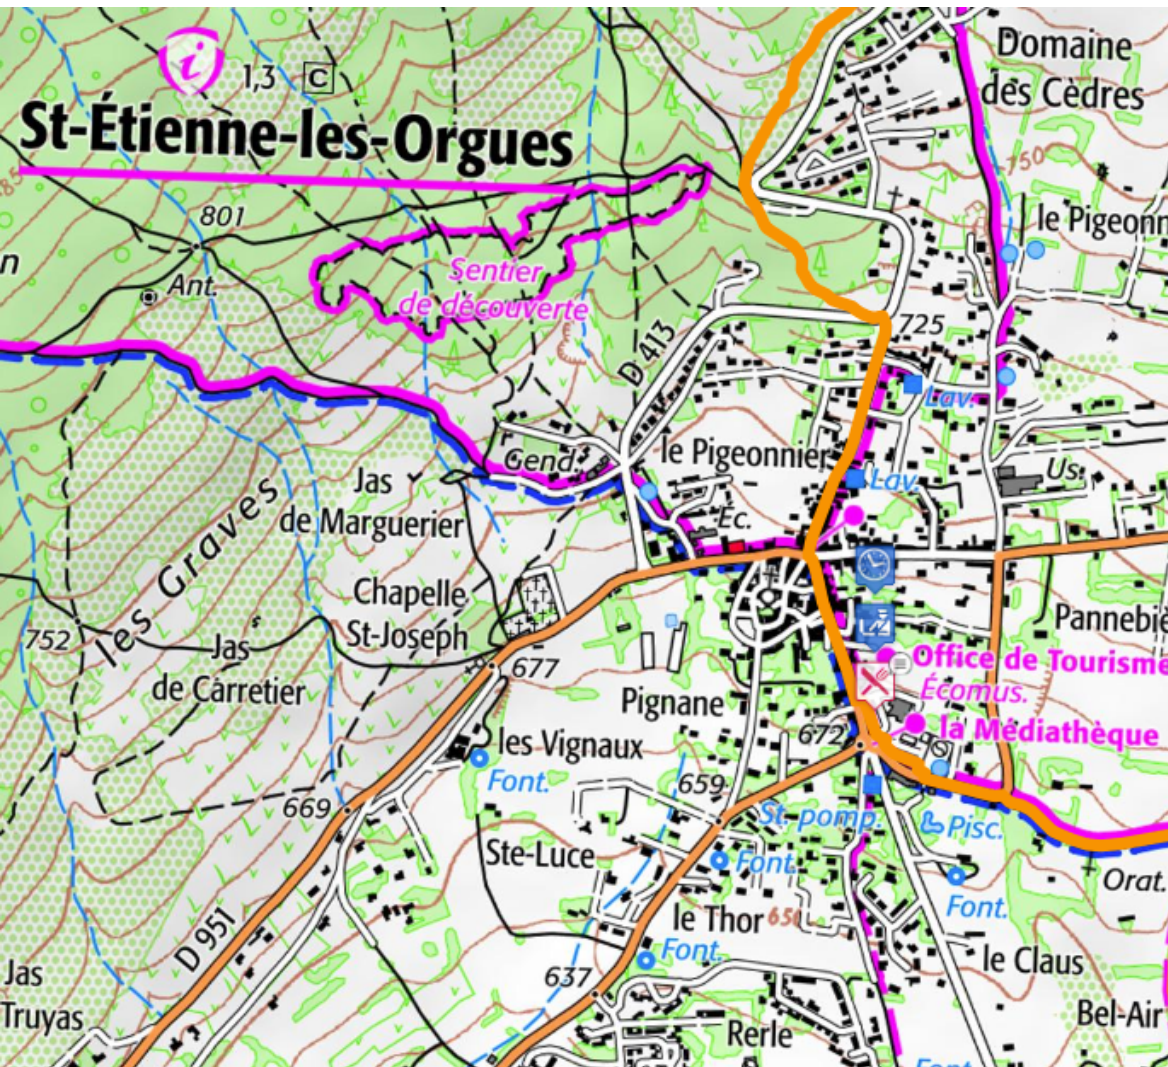 Domaine
des Cèdres
i
1,3 C
St-Étienne-les-Orgues
750
801
le Pigeonn
n
Ant.
Sentier
de découverte
725
D 413
Lav.
Gend.
le Pigeonnier
Us.
Lav.
Jas
de Marguerier
Éc.
les Graves
Chapelle
St-Joseph
752
Jas
de Carretier
677
Pannebie
Office de Tourisme
Écomus.
Pignane
la Médiathèque
672
les Vignaux
Font.
659
669
St. pomp.
Pisc.
Ste-Luce
Font.
Orat.
Font.
le Thor
650
D 951
Font.
le Claus
Jas
Truyas
637
Bel-Air
Rerle
Font.